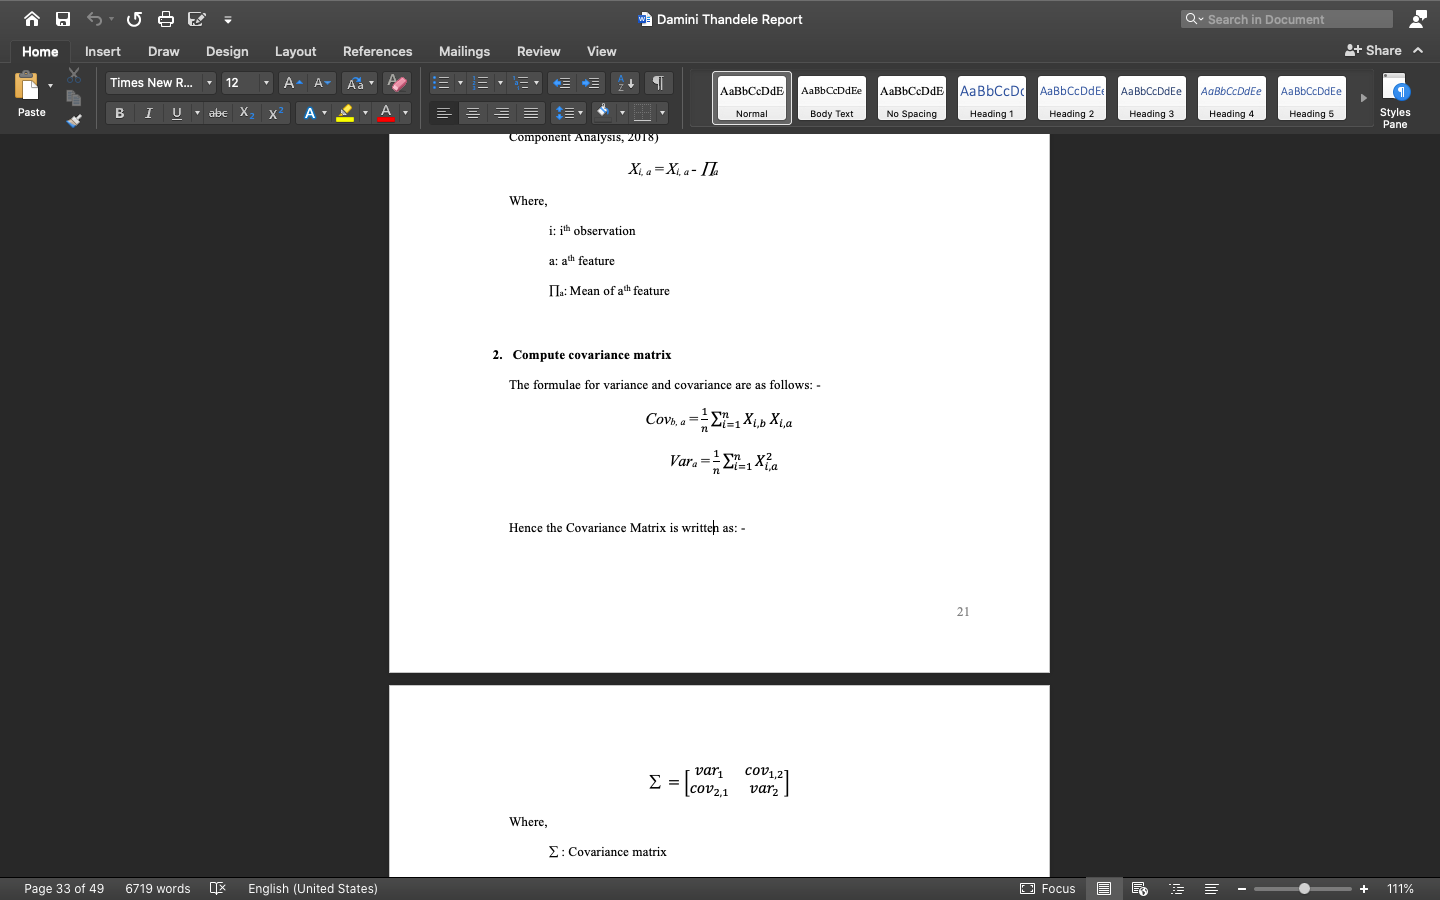 Damini Thandele Report
Search in Document
Home Insert Draw Design Layout References Mailings Review View
Share
Paste
Times New R... 12
AaBbCcDdE AaBbCcDdEe AaBbCcDdE AaBbCcDc AaBbCcDdEe AaBbCcDdEe AaBbCcDdEe AaBbCcDdEe
Normal Body Text No Spacing Heading 1 Heading 2 Heading 3 Heading 4 Heading 5
Styles
Pane
B I U abc X₂ X² A A
Component Analysis, 2018)
Xi, a = Xi, a - ∏a
Where,
i: iᵗʰ observation
a: aᵗʰ feature
∏a: Mean of aᵗʰ feature
2. Compute covariance matrix
The formulae for variance and covariance are as follows: -
Covb, a = 1/n ∑ⁿi=1 Xi,b Xi,a
Vara = 1/n ∑ⁿi=1 X²i,a
Hence the Covariance Matrix is written as: -
21
∑ = [var₁ cov₁,₂
cov₂,₁ var₂]
Where,
∑ : Covariance matrix
Page 33 of 49 6719 words English (United States) Focus 111%